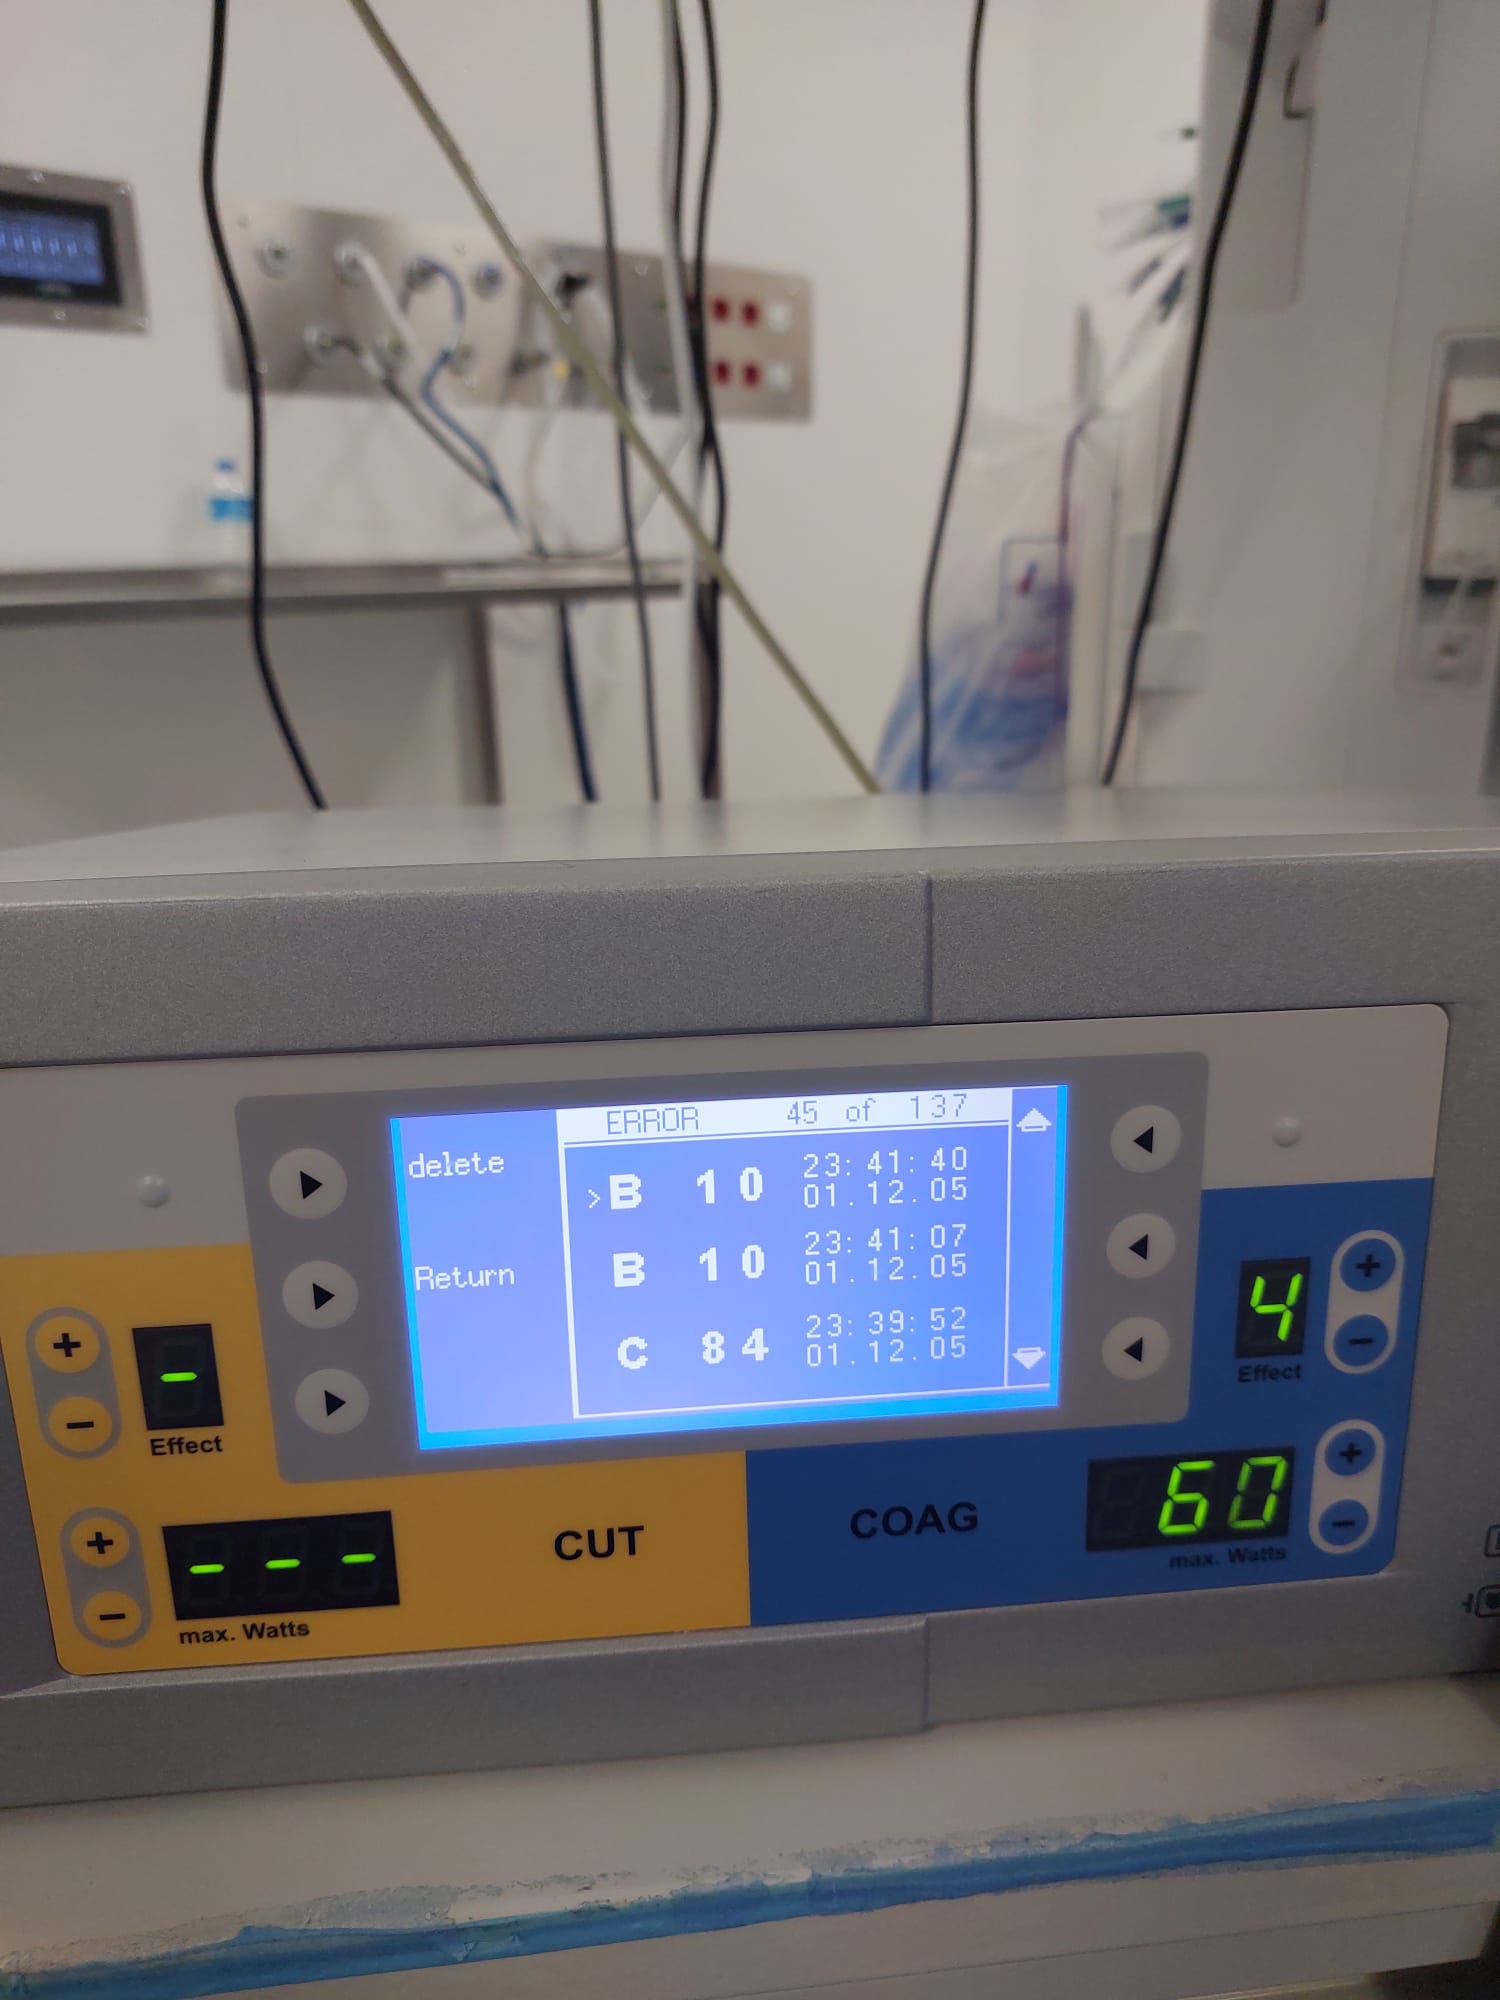 ERROR 45 of 137
delete
>B 10 23:41:40
01.12.05
B 10 23:41:07
01.12.05
Return
C 84 23:39:52
01.12.05
+
-
-
Effect
4
+
-
Effect
+
-
---
max. Watts
CUT
COAG
60
+
-
max. Watts